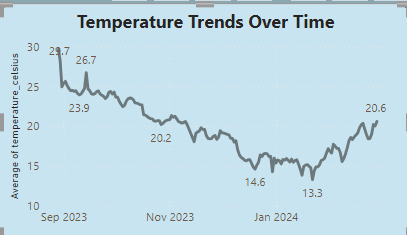 Temperature Trends Over Time
Average of temperature_celsius
30
25
20
15
10
29.7
26.7
23.9
20.2
14.6
13.3
20.6
Sep 2023
Nov 2023
Jan 2024